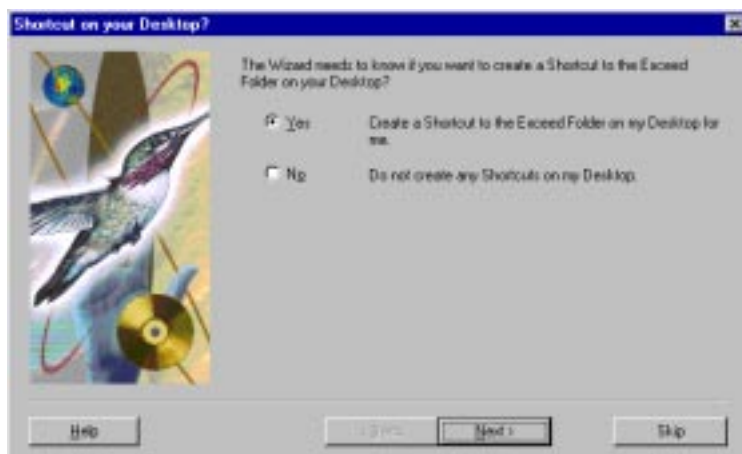 Shortcut on your Desktop?
The Wizard needs to know if you want to create a Shortcut to the Exceed
Folder on your Desktop?
Yes
Create a Shortcut to the Exceed Folder on my Desktop for
me.
No
Do not create any Shortcuts on my Desktop.
Help
< Back
Next >
Skip